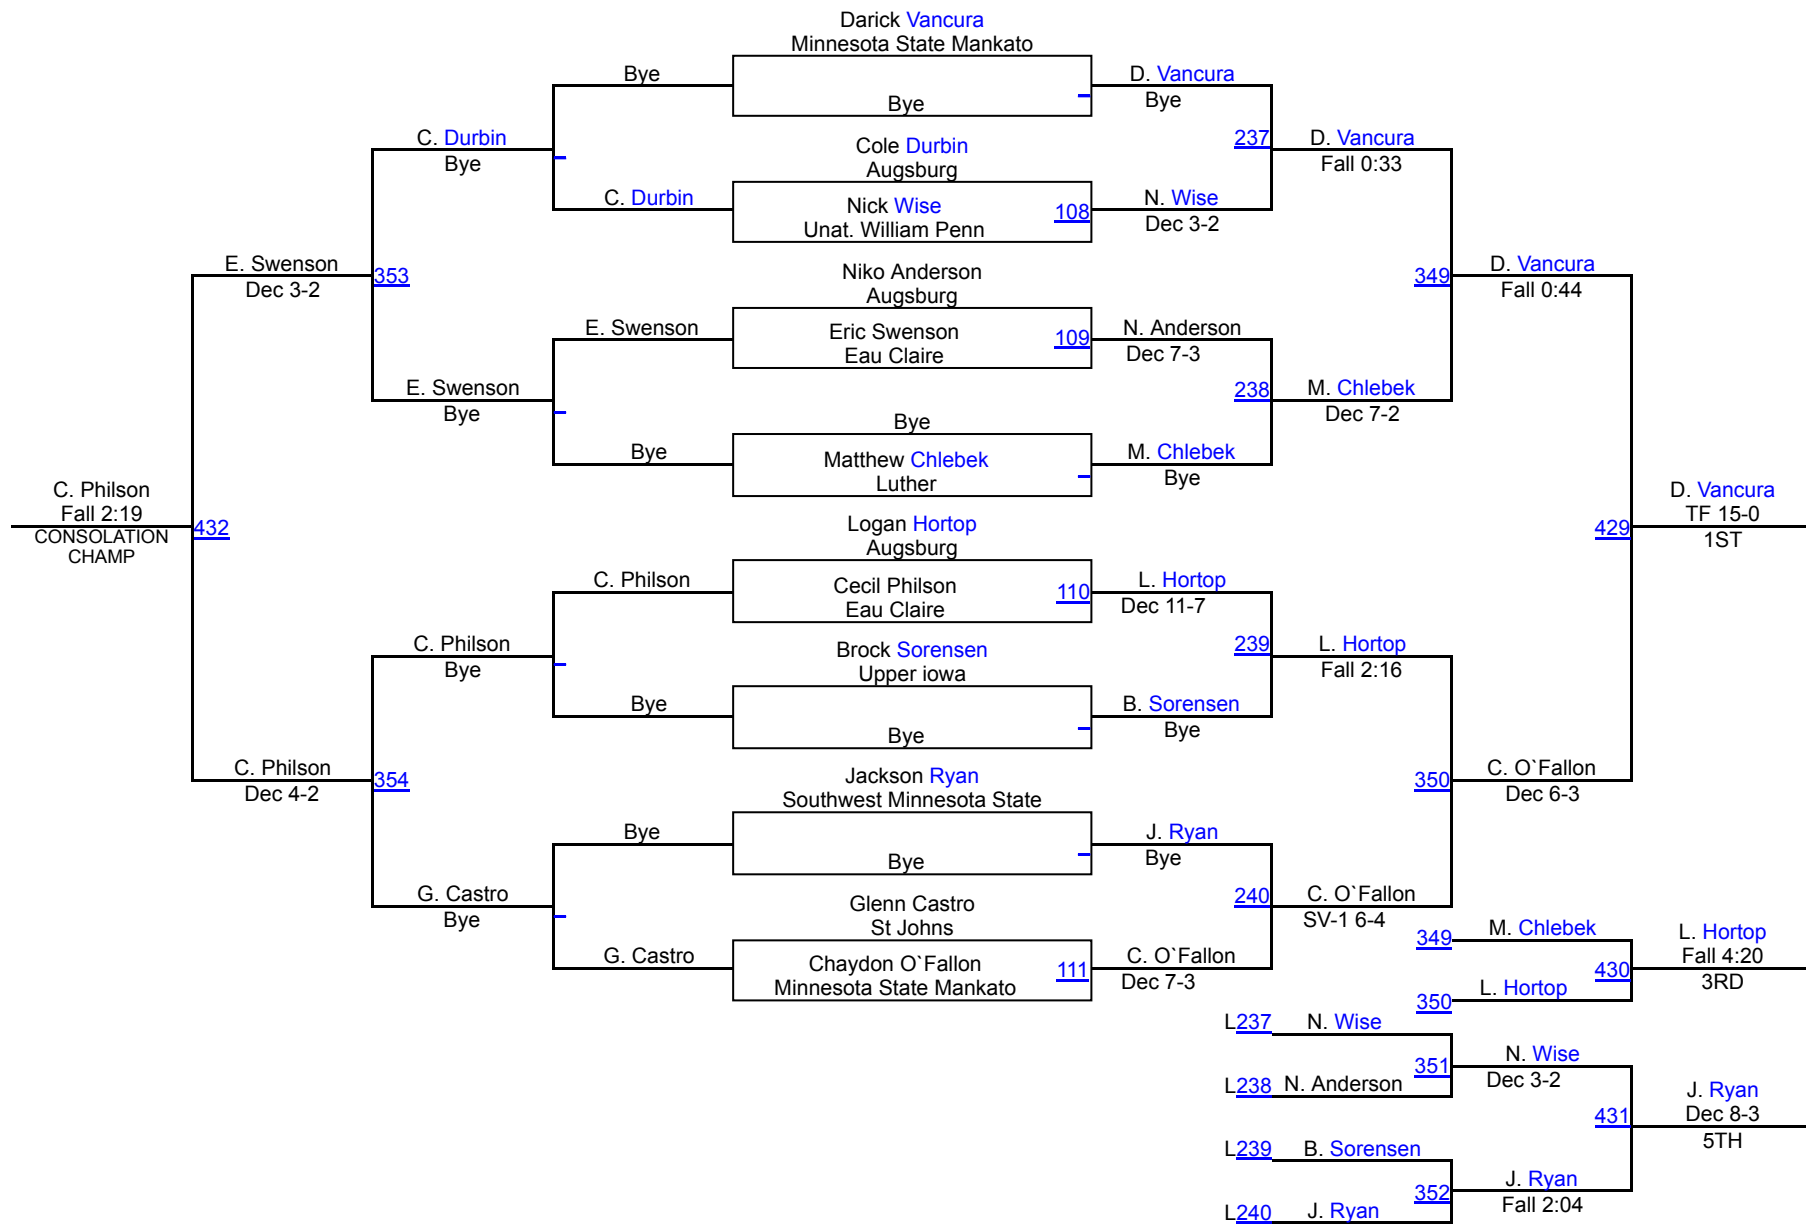 Darick Vancura
Minnesota State Mankato
Bye
Bye
D. Vancura
Bye
C. Durbin
Bye
Cole Durbin
Augsburg
237
D. Vancura
Fall 0:33
C. Durbin
Nick Wise
Unat. William Penn
108
N. Wise
Dec 3-2
E. Swenson
Dec 3-2
353
Niko Anderson
Augsburg
349
D. Vancura
Fall 0:44
E. Swenson
Eric Swenson
Eau Claire
109
N. Anderson
Dec 7-3
E. Swenson
Bye
238
M. Chlebek
Dec 7-2
Bye
Bye
Matthew Chlebek
Luther
M. Chlebek
Bye
C. Philson
Fall 2:19
CONSOLATION
CHAMP
432
Logan Hortop
Augsburg
429
D. Vancura
TF 15-0
1ST
C. Philson
Cecil Philson
Eau Claire
110
L. Hortop
Dec 11-7
C. Philson
Bye
Brock Sorensen
Upper iowa
239
L. Hortop
Fall 2:16
Bye
Bye
B. Sorensen
Bye
C. Philson
Dec 4-2
354
Jackson Ryan
Southwest Minnesota State
350
C. O`Fallon
Dec 6-3
Bye
Bye
J. Ryan
Bye
G. Castro
Bye
Glenn Castro
St Johns
240
C. O`Fallon
SV-1 6-4
G. Castro
Chaydon O`Fallon
Minnesota State Mankato
111
C. O`Fallon
Dec 7-3
349
M. Chlebek
350
L. Hortop
430
L. Hortop
Fall 4:20
3RD
L237
N. Wise
L238
N. Anderson
351
N. Wise
Dec 3-2
L239
B. Sorensen
L240
J. Ryan
352
J. Ryan
Fall 2:04
431
J. Ryan
Dec 8-3
5TH